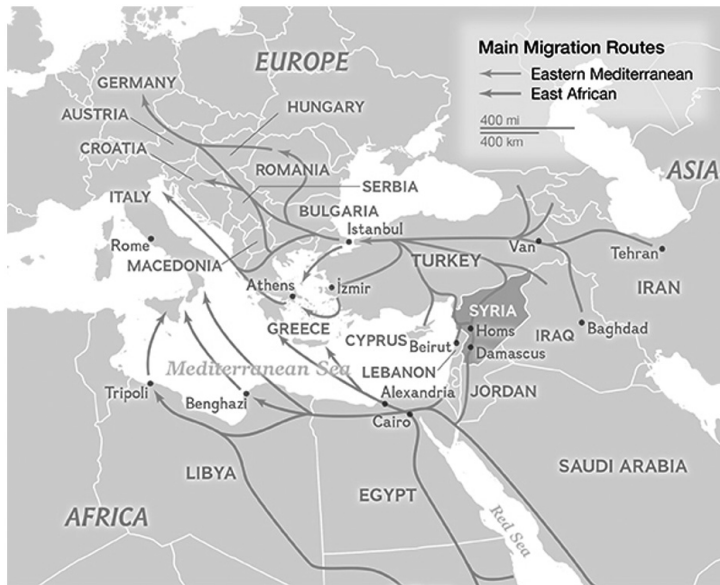 Main Migration Routes
Eastern Mediterranean
East African
400 mi
400 km
EUROPE
GERMANY
HUNGARY
AUSTRIA
CROATIA
ASIA
ROMANIA
SERBIA
ITALY
BULGARIA
Istanbul
Rome
Van
Tehran
MACEDONIA
TURKEY
Athens
İzmir
IRAN
SYRIA
GREECE
Homs
IRAQ
Baghdad
CYPRUS
Beirut
Damascus
Mediterranean Sea
LEBANON
Tripoli
Alexandria
JORDAN
Benghazi
Cairo
LIBYA
SAUDI ARABIA
EGYPT
AFRICA
Red Sea